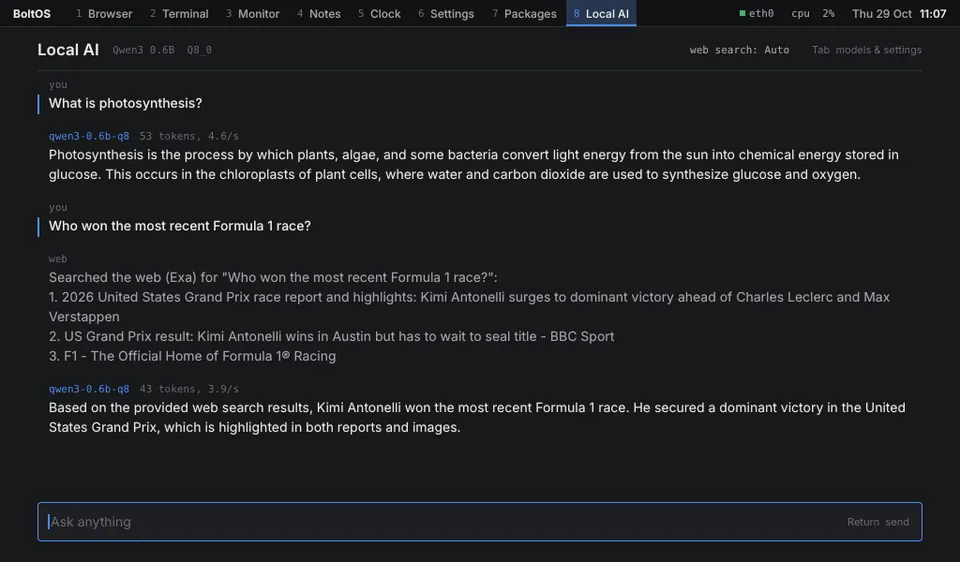 BoltOS 1 Browser 2 Terminal 3 Monitor 4 Notes 5 Clock 6 Settings 7 Packages 8 Local AI eth0 cpu 2% Thu 29 Oct 11:07
Local AI Qwen3 0.6B Q8_0 web search: Auto Tab models & settings
you
What is photosynthesis?
qwen3-0.6b-q8 53 tokens, 4.6/s
Photosynthesis is the process by which plants, algae, and some bacteria convert light energy from the sun into chemical energy stored in
glucose. This occurs in the chloroplasts of plant cells, where water and carbon dioxide are used to synthesize glucose and oxygen.
you
Who won the most recent Formula 1 race?
web
Searched the web (Exa) for "Who won the most recent Formula 1 race?":
1. 2026 United States Grand Prix race report and highlights: Kimi Antonelli surges to dominant victory ahead of Charles Leclerc and Max
Verstappen
2. US Grand Prix result: Kimi Antonelli wins in Austin but has to wait to seal title - BBC Sport
3. F1 - The Official Home of Formula 1® Racing
qwen3-0.6b-q8 43 tokens, 3.9/s
Based on the provided web search results, Kimi Antonelli won the most recent Formula 1 race. He secured a dominant victory in the United
States Grand Prix, which is highlighted in both reports and images.
Ask anything Return send